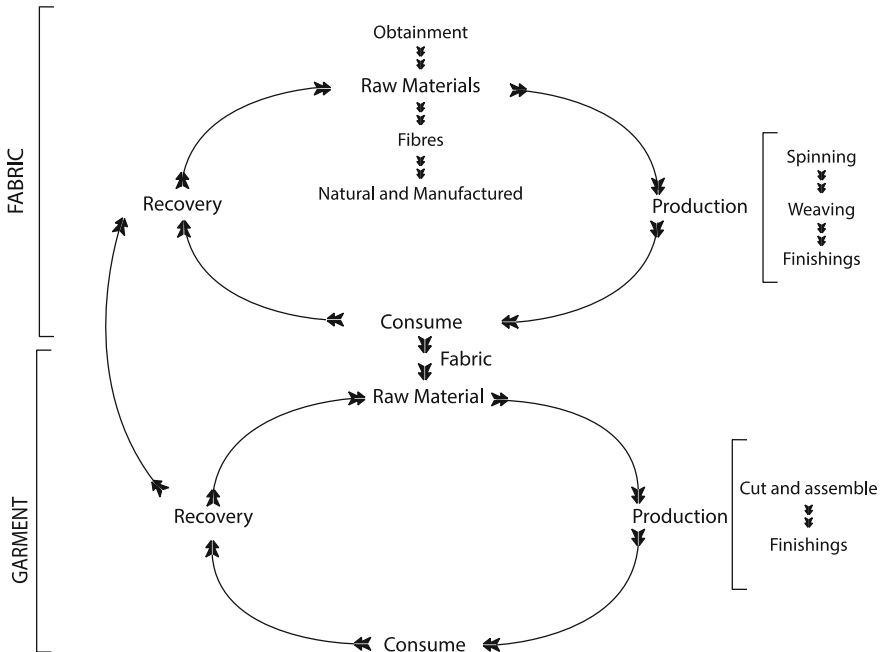 FABRIC
Obtainment
Raw Materials
Fibres
Natural and Manufactured
Recovery
Production
Spinning
Weaving
Finishings
Consume
Fabric
GARMENT
Raw Material
Recovery
Production
Cut and assemble
Finishings
Consume